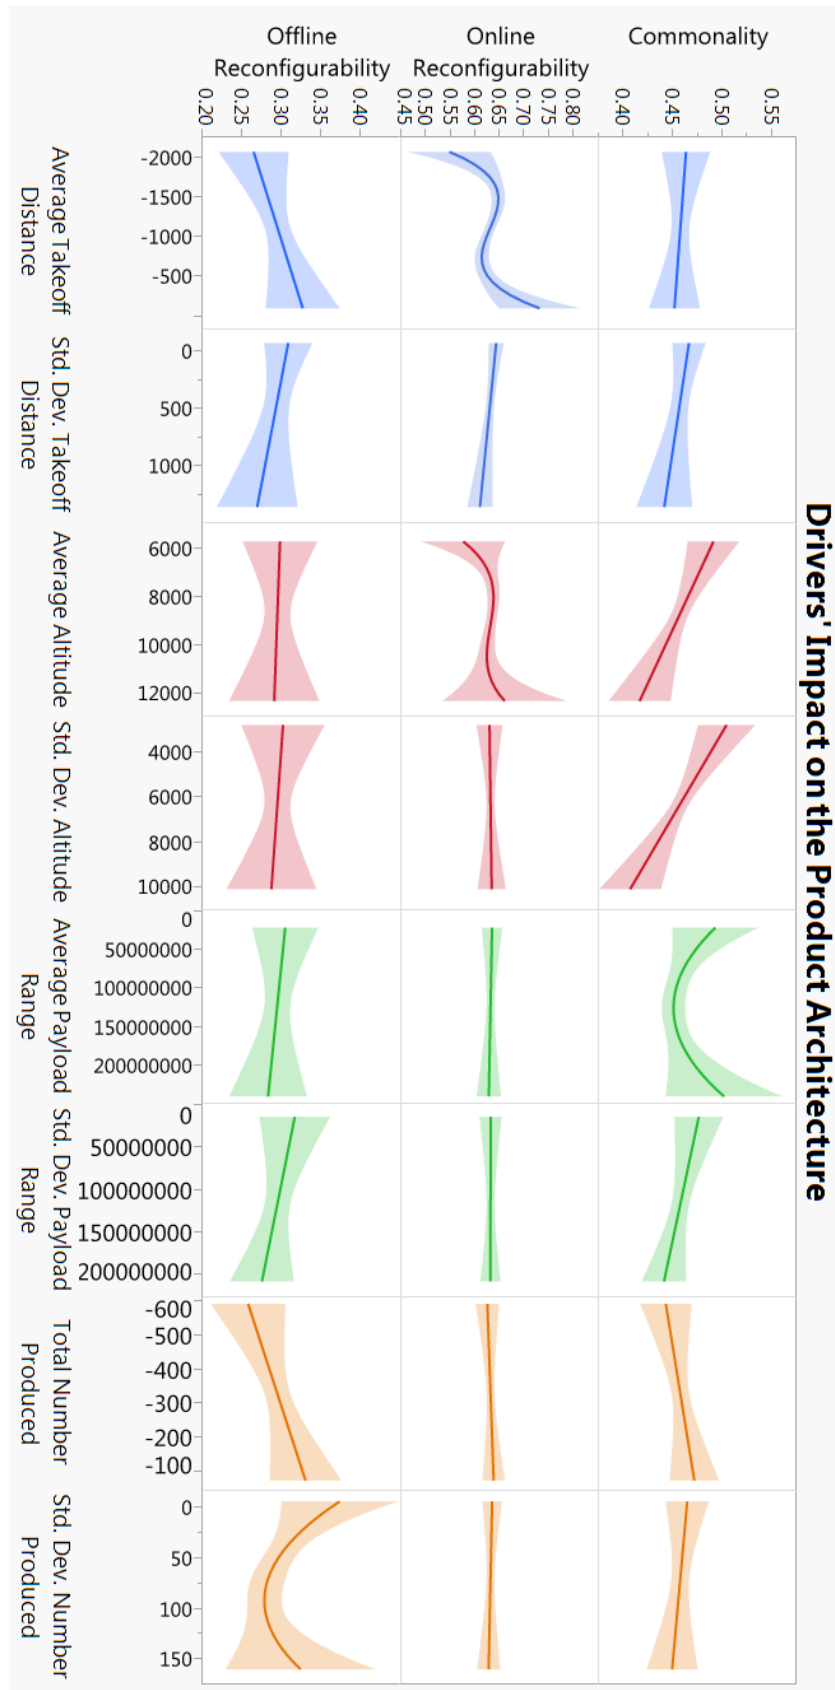 Drivers' Impact on the Product Architecture
Commonality
0.55
0.50
0.45
0.40
Online
Reconfigurability
0.80
0.75
0.70
0.65
0.60
0.55
0.50
0.45
Offline
Reconfigurability
0.40
0.35
0.30
0.25
0.20
-2000
-1500
-1000
-500
Average Takeoff
Distance
0
500
1000
Std. Dev. Takeoff
Distance
6000
8000
10000
12000
Average Altitude
4000
6000
8000
10000
Std. Dev. Altitude
0
50000000
100000000
150000000
200000000
Average Payload
Range
0
50000000
100000000
150000000
200000000
Std. Dev. Payload
Range
-600
-500
-400
-300
-200
-100
Total Number
Produced
0
50
100
150
Std. Dev. Number
Produced